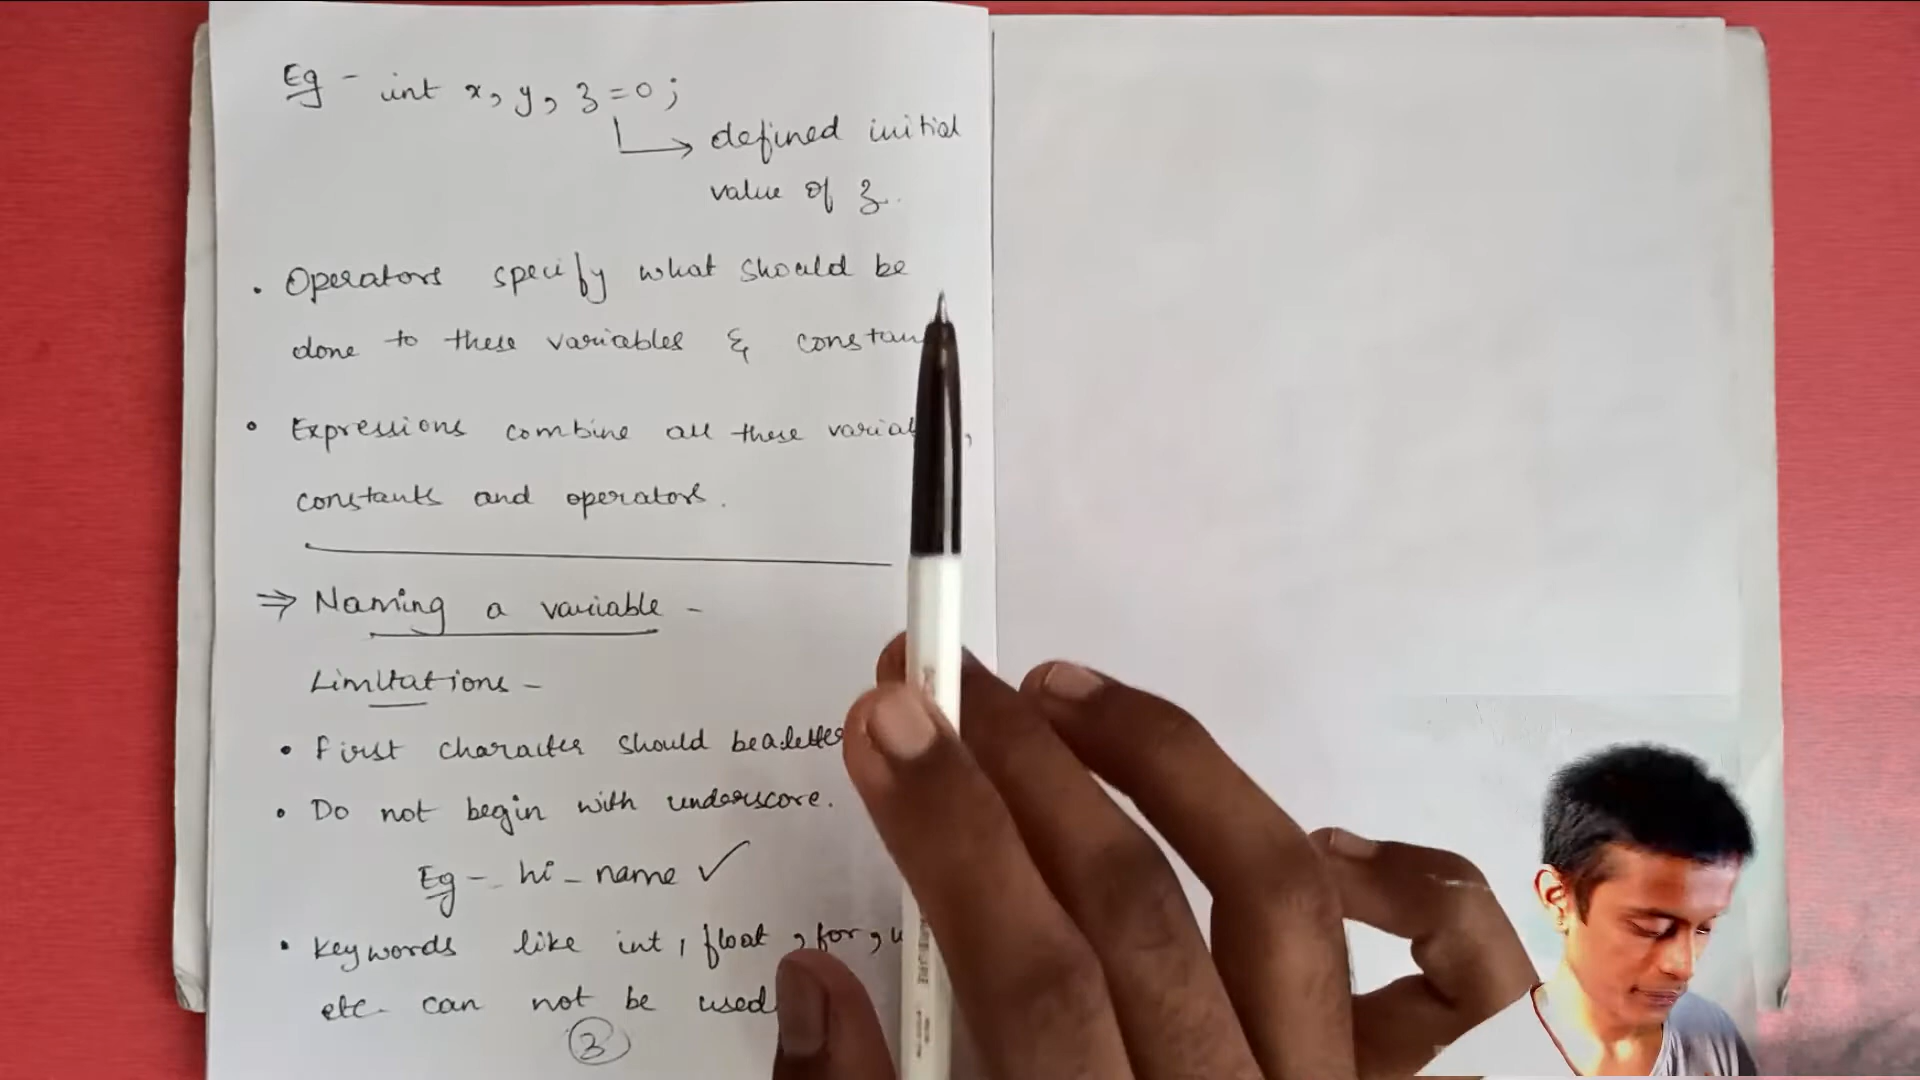 Eg - int x, y, z = 0 ;
defined initial
value of z.
• Operators specify what should be
done to these variables & constan
• Expressions combine all these variab ,
constants and operators.
⇒ Naming a variable -
Limitations -
• First character should be a letter
• Do not begin with underscore.
Eg - hi_name ✓
• Keywords like int, float, for,
etc. can not be used
3